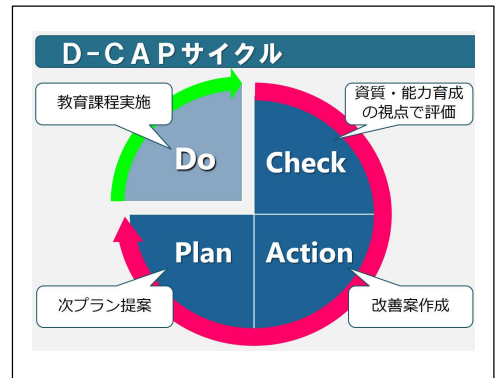 D-CAPサイクル
教育課程実施
資質・能力育成
の視点で評価
Do
Check
Plan
Action
次プラン提案
改善案作成